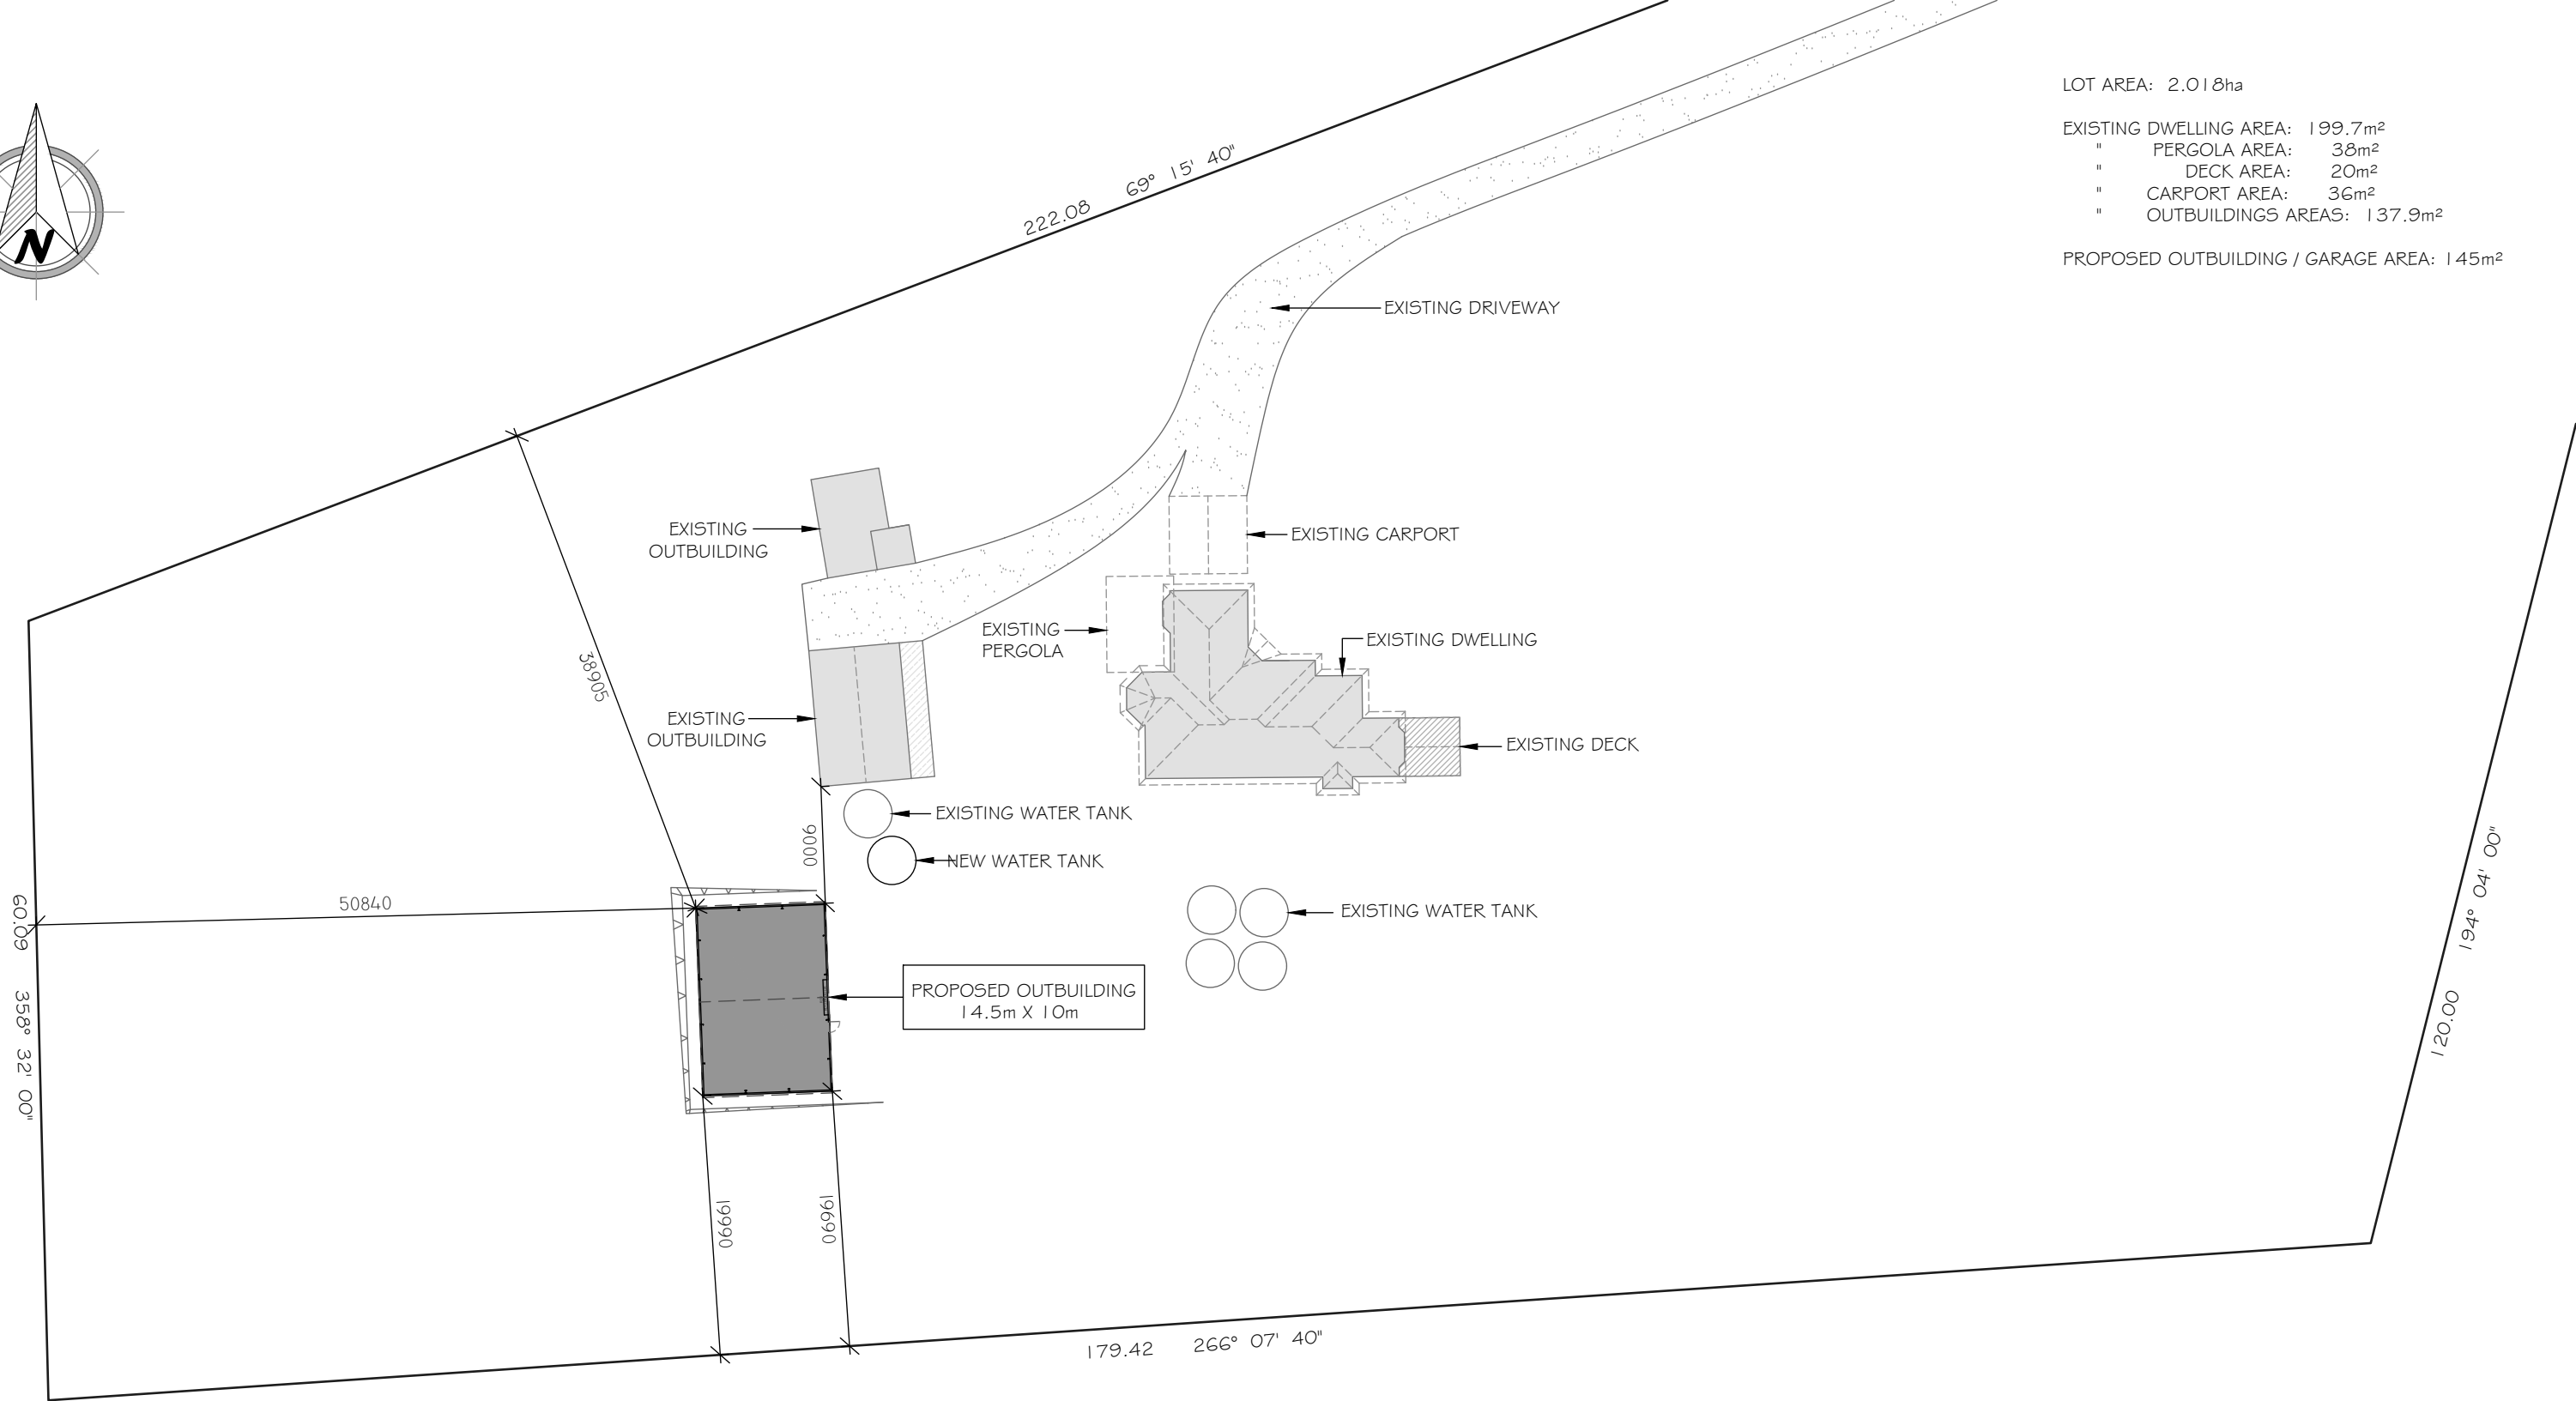 LOT AREA: 2.018ha
EXISTING DWELLING AREA: 199.7m²
" PERGOLA AREA: 38m²
" DECK AREA: 20m²
" CARPORT AREA: 36m²
" OUTBUILDINGS AREAS: 137.9m²
PROPOSED OUTBUILDING / GARAGE AREA: 145m²
N
222.08 69° 15' 40"
EXISTING DRIVEWAY
EXISTING
OUTBUILDING
EXISTING CARPORT
EXISTING
PERGOLA
EXISTING DWELLING
38905
EXISTING
OUTBUILDING
EXISTING DECK
EXISTING WATER TANK
9000
NEW WATER TANK
50840
EXISTING WATER TANK
60.09 358° 32' 00"
PROPOSED OUTBUILDING
14.5m X 10m
120.00 194° 04' 00"
19990
19690
179.42 266° 07' 40"